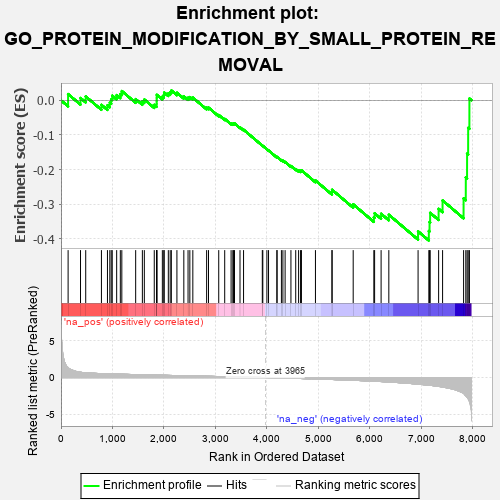 Enrichment plot:
GO_PROTEIN_MODIFICATION_BY_SMALL_PROTEIN_RE
MOVAL
Enrichment score (ES)
0.0
-0.1
-0.2
-0.3
-0.4
'na_pos' (positively correlated)
Ranked list metric (PreRanked)
5
0
-5
Zero cross at 3965
'na_neg' (negatively correlated)
0
1,000
2,000
3,000
4,000
5,000
6,000
7,000
8,000
Rank in Ordered Dataset
Enrichment profile
Hits
Ranking metric scores